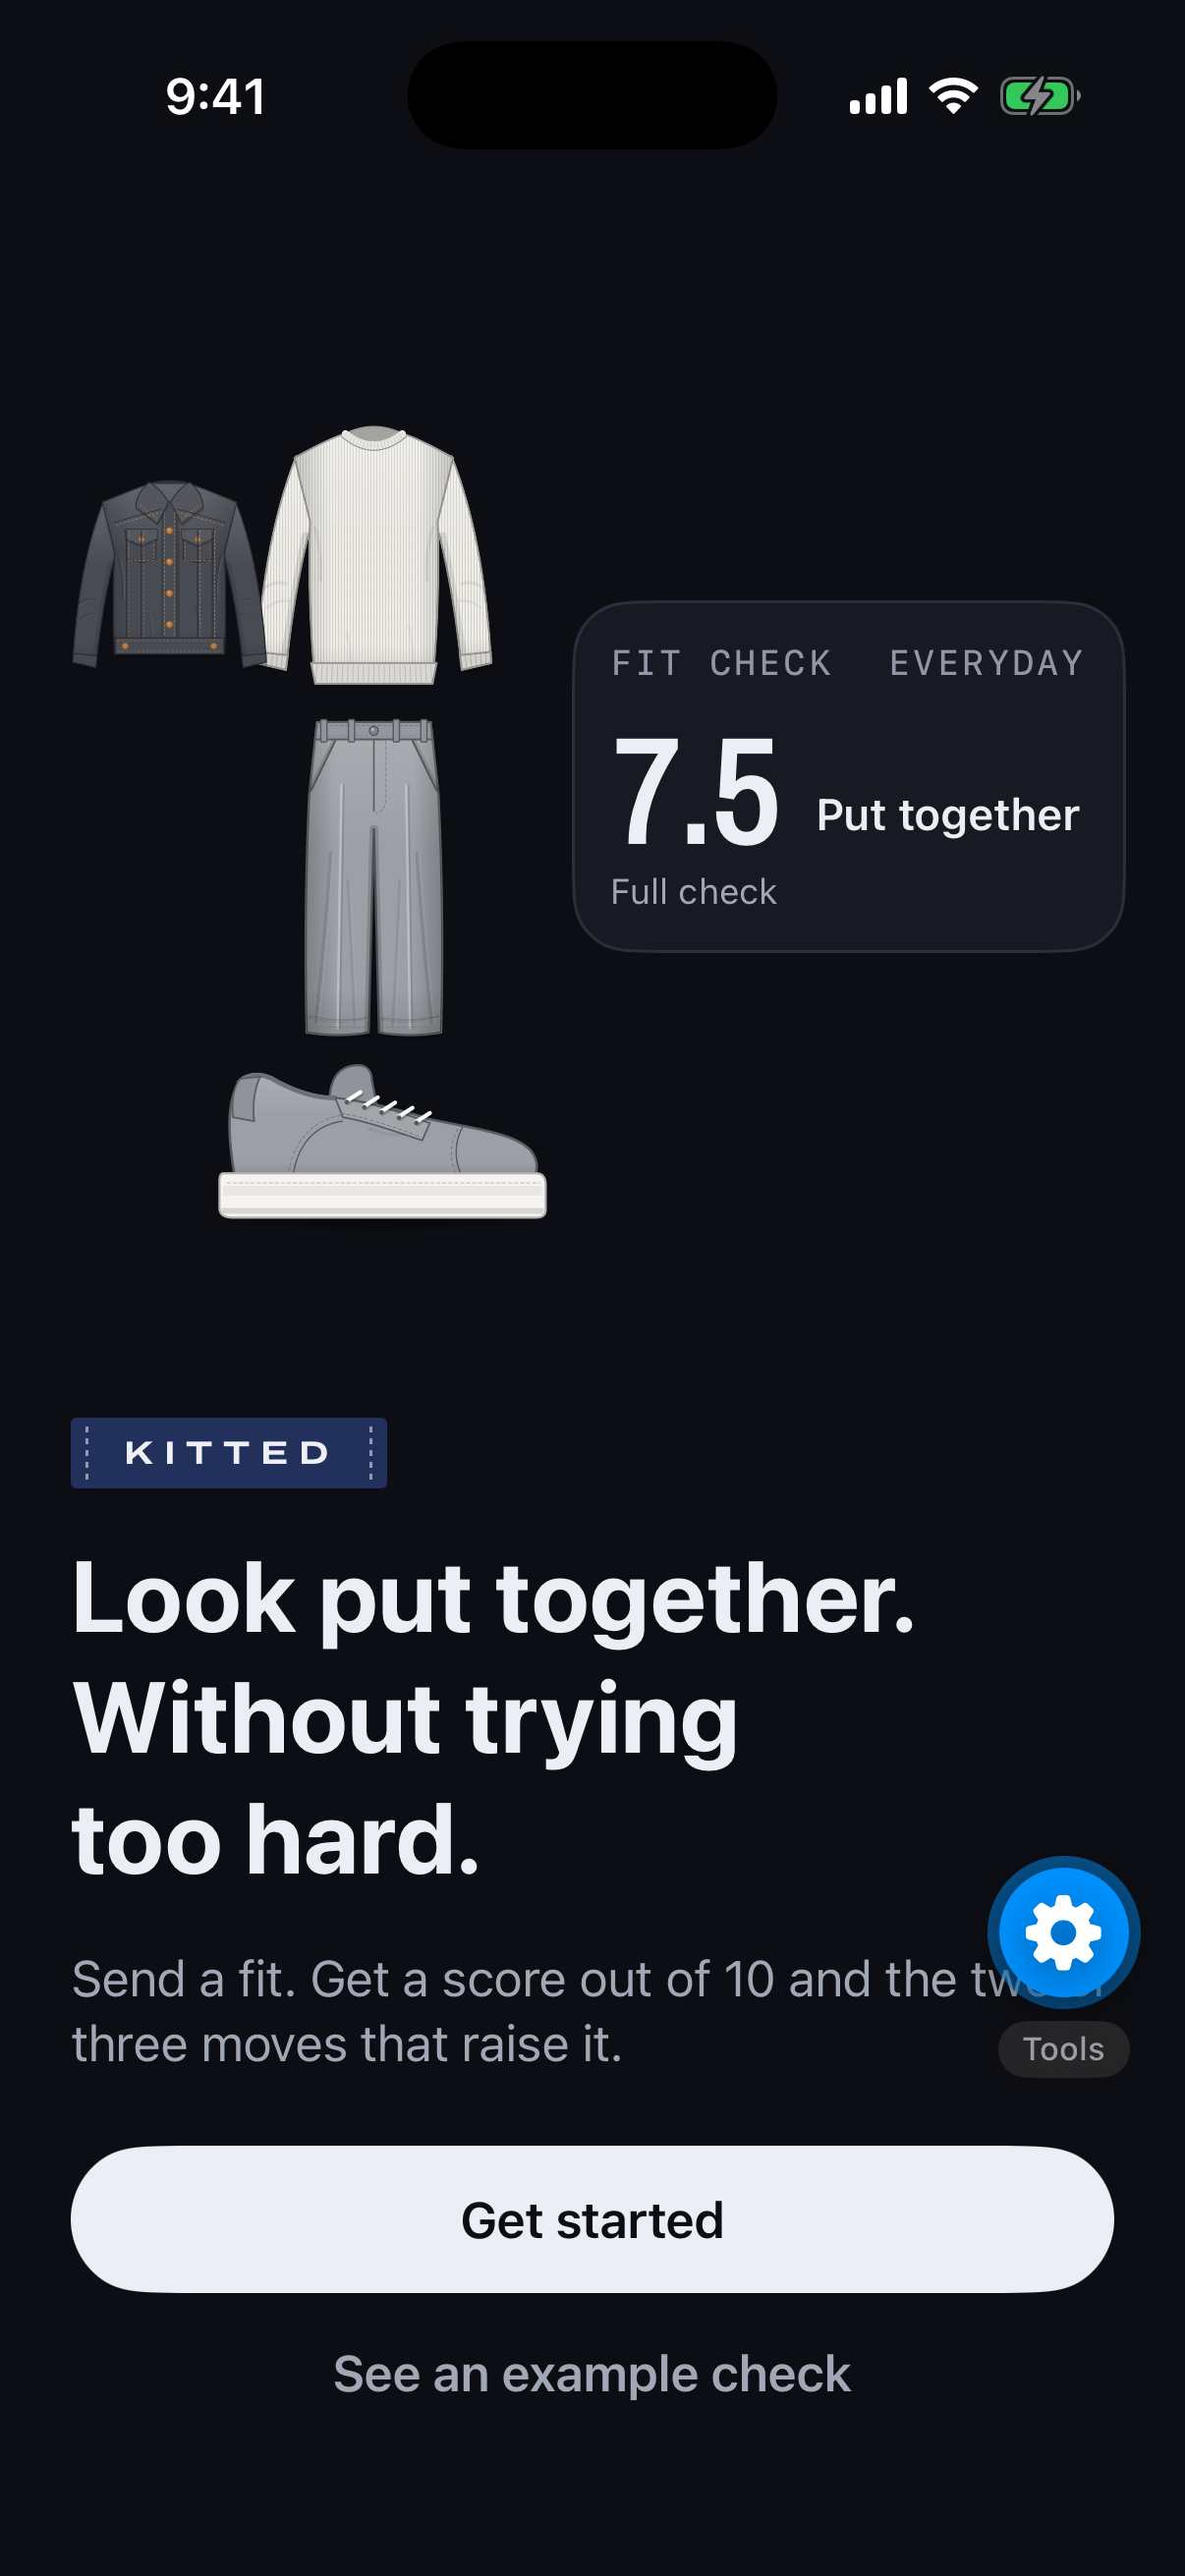 9:41
FIT CHECK EVERYDAY
7.5 Put together
Full check
KITTED
Look put together.
Without trying
too hard.
Send a fit. Get a score out of 10 and the
three moves that raise it.
Tools
Get started
See an example check